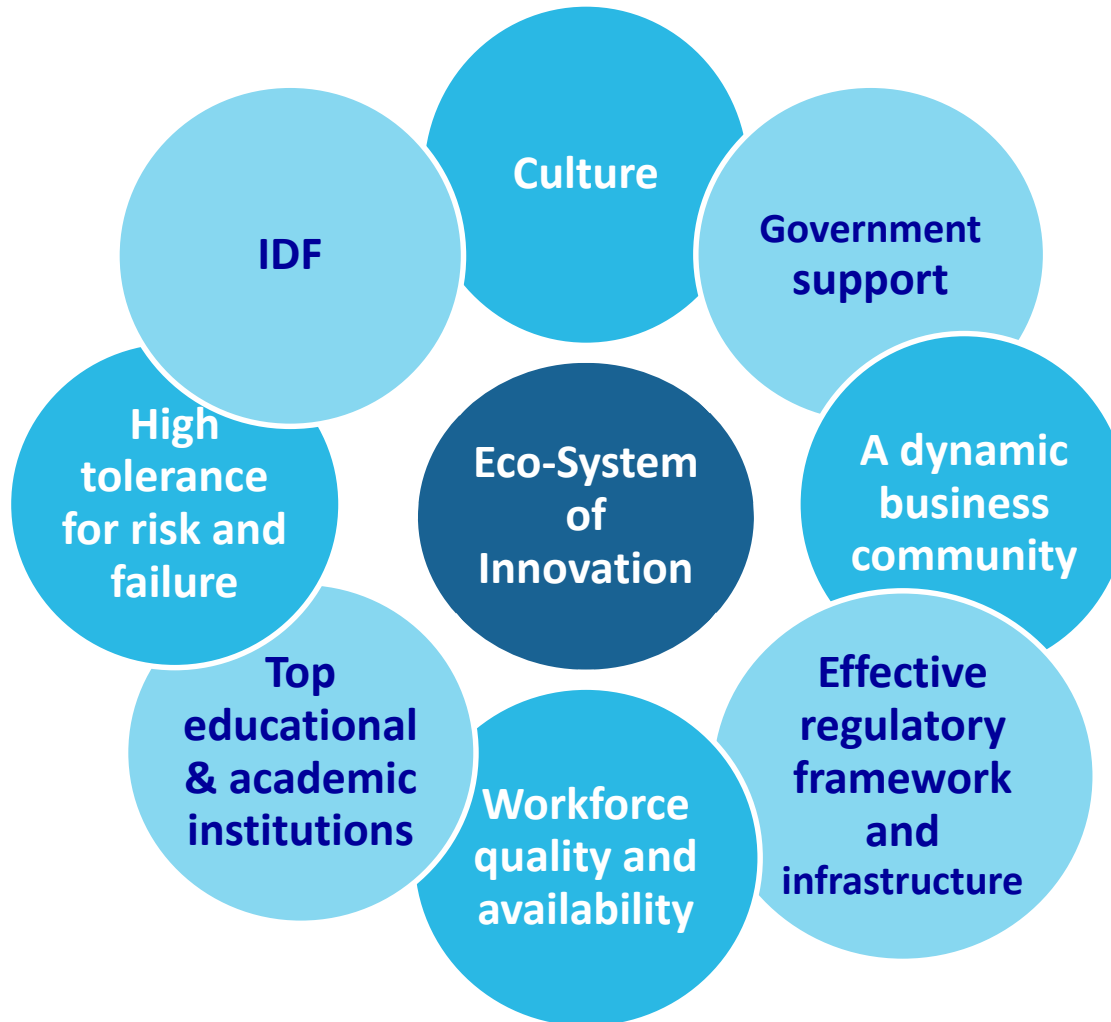 Culture
Government
support
A dynamic
business
community
Effective
regulatory
framework
and
infrastructure
Workforce
quality and
availability
Top
educational
& academic
institutions
High
tolerance
for risk and
failure
IDF
Eco-System
of
Innovation